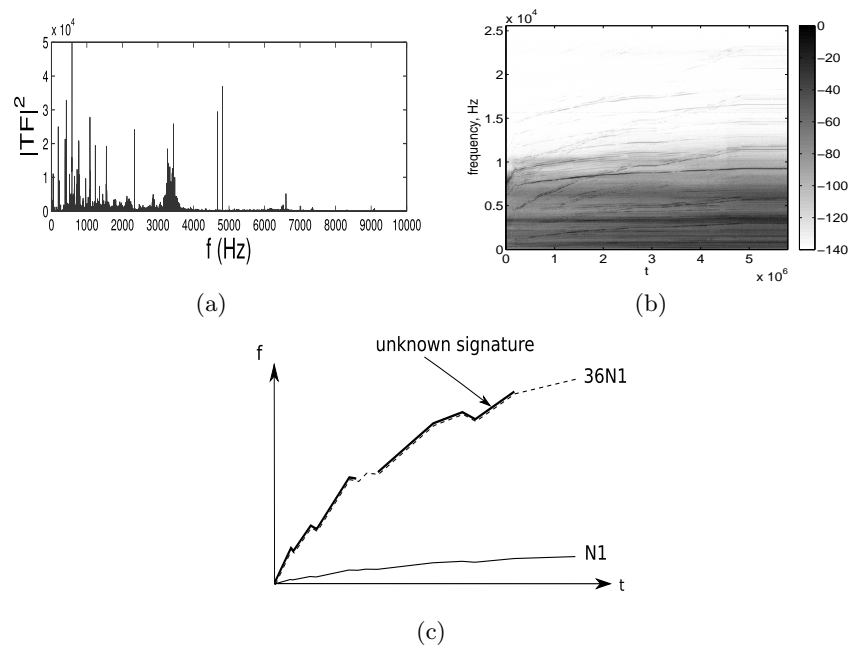 x 10^4
5
4
3
2
1
0
|TF|^2
0 1000 2000 3000 4000 5000 6000 7000 8000 9000 10000
f (Hz)
(a)
x 10^4
2.5
2
1.5
1
0.5
0
frequency, Hz
0 1 2 3 4 5
t
x 10^6
0
−20
−40
−60
−80
−100
−120
−140
(b)
f
unknown signature
36N1
N1
t
(c)